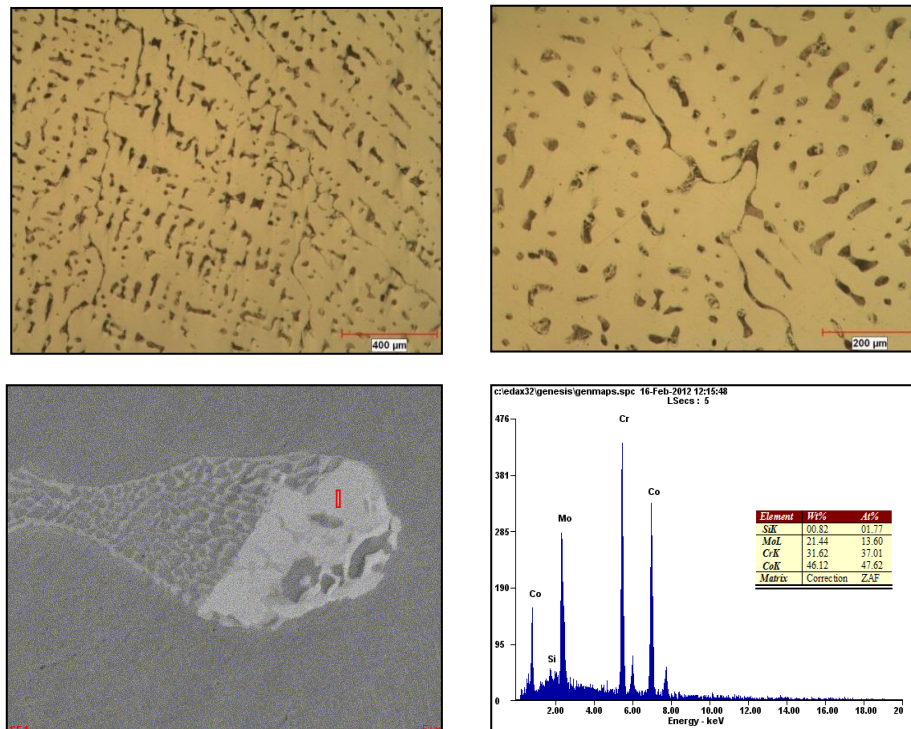 400 µm
200 µm
c:\edax32\genesis\genmaps.spc 16-Feb-2012 12:15:48
LSecs : 5
476
381
285
190
95
0
Cr
Co
Mo
Co
Si
Element Wt% At%
SiK 00.82 01.77
MoL 21.44 13.60
CrK 31.62 37.01
CoK 46.12 47.62
Matrix Correction ZAF
2.00 4.00 6.00 8.00 10.00 12.00 14.00 16.00 18.00
Energy - keV